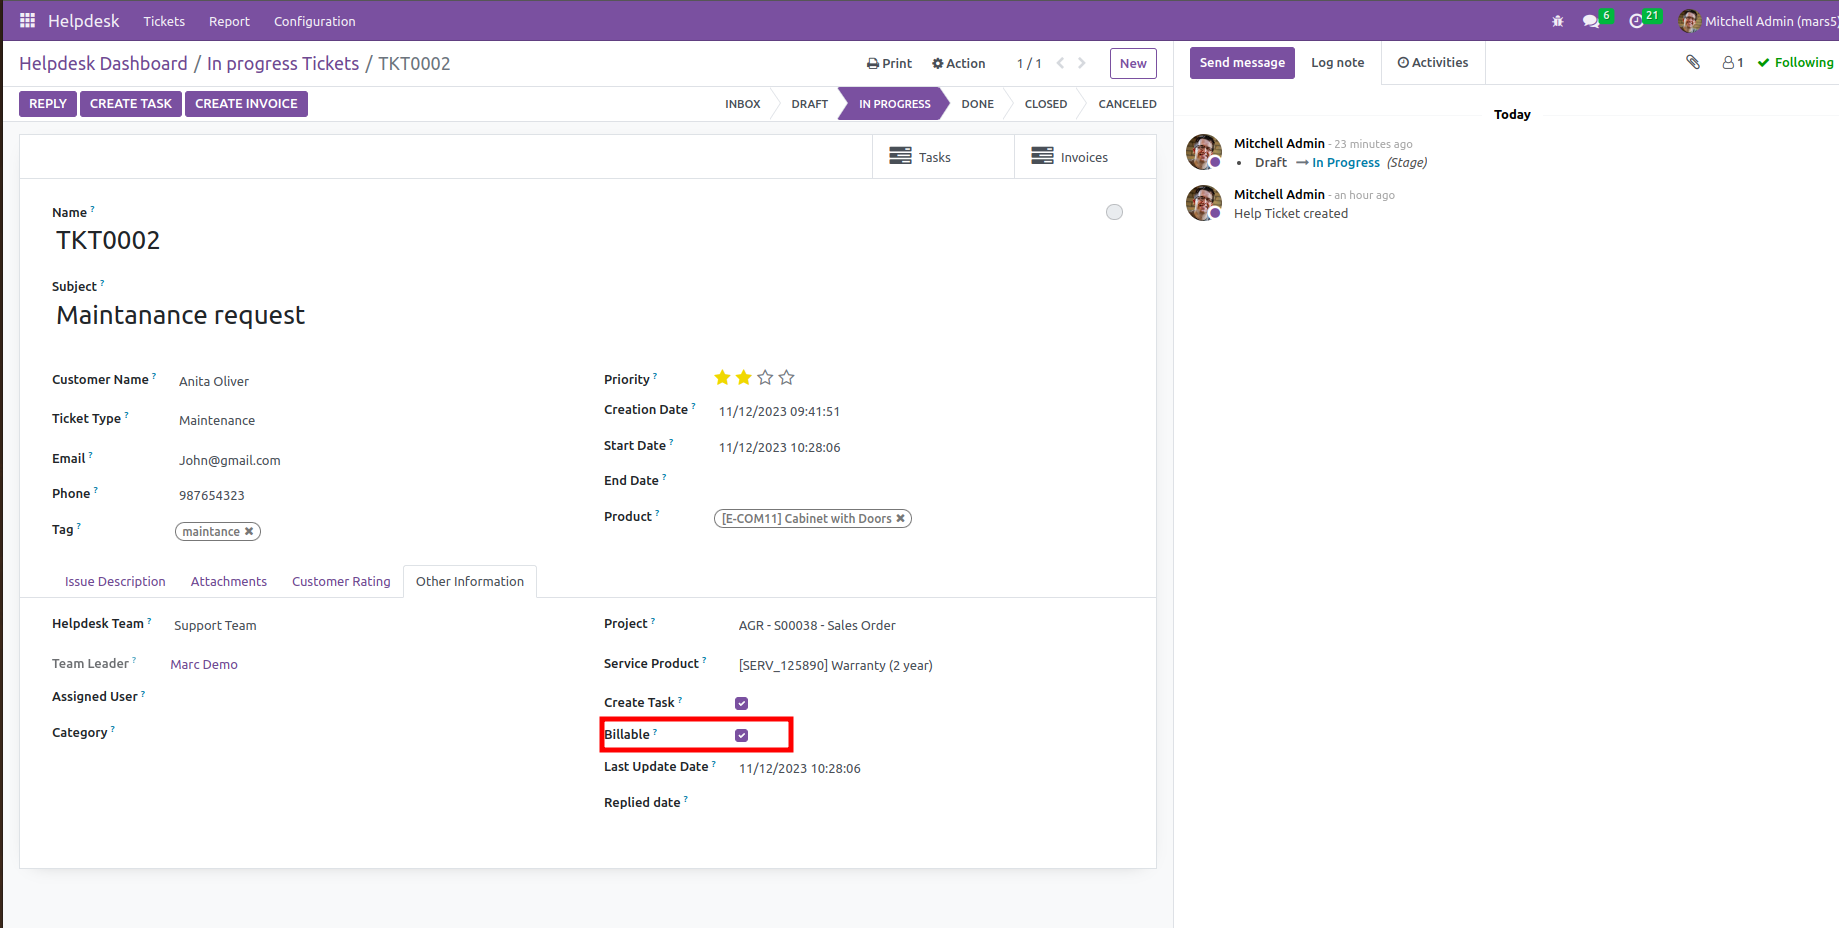 Helpdesk Tickets Report Configuration 6 21 Mitchell Admin (mars5)
Helpdesk Dashboard / In progress Tickets / TKT0002 Print Action 1 / 1 New Send message Log note Activities 1 Following
REPLY CREATE TASK CREATE INVOICE INBOX DRAFT IN PROGRESS DONE CLOSED CANCELED
Today
Tasks Invoices
Mitchell Admin - 23 minutes ago
• Draft → In Progress (Stage)
Mitchell Admin - an hour ago
Help Ticket created
Name ?
TKT0002
Subject ?
Maintanance request
Customer Name ? Anita Oliver
Ticket Type ? Maintenance
Email ? John@gmail.com
Phone ? 987654323
Tag ? maintance ✖
Priority ?
Creation Date ? 11/12/2023 09:41:51
Start Date ? 11/12/2023 10:28:06
End Date ?
Product ? [E-COM11] Cabinet with Doors ✖
Issue Description Attachments Customer Rating Other Information
Helpdesk Team ? Support Team
Team Leader ? Marc Demo
Assigned User ?
Category ?
Project ? AGR - S00038 - Sales Order
Service Product ? [SERV_125890] Warranty (2 year)
Create Task ?
Billable ?
Last Update Date ? 11/12/2023 10:28:06
Replied date ?